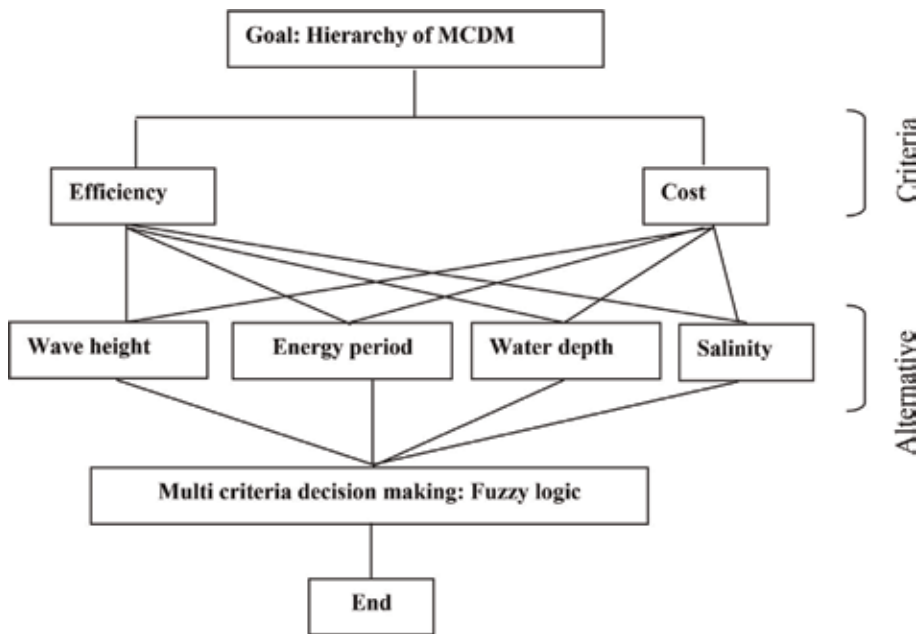 Goal: Hierarchy of MCDM
Criteria
Efficiency
Cost
Wave height
Energy period
Water depth
Salinity
Alternative
Multi criteria decision making: Fuzzy logic
End